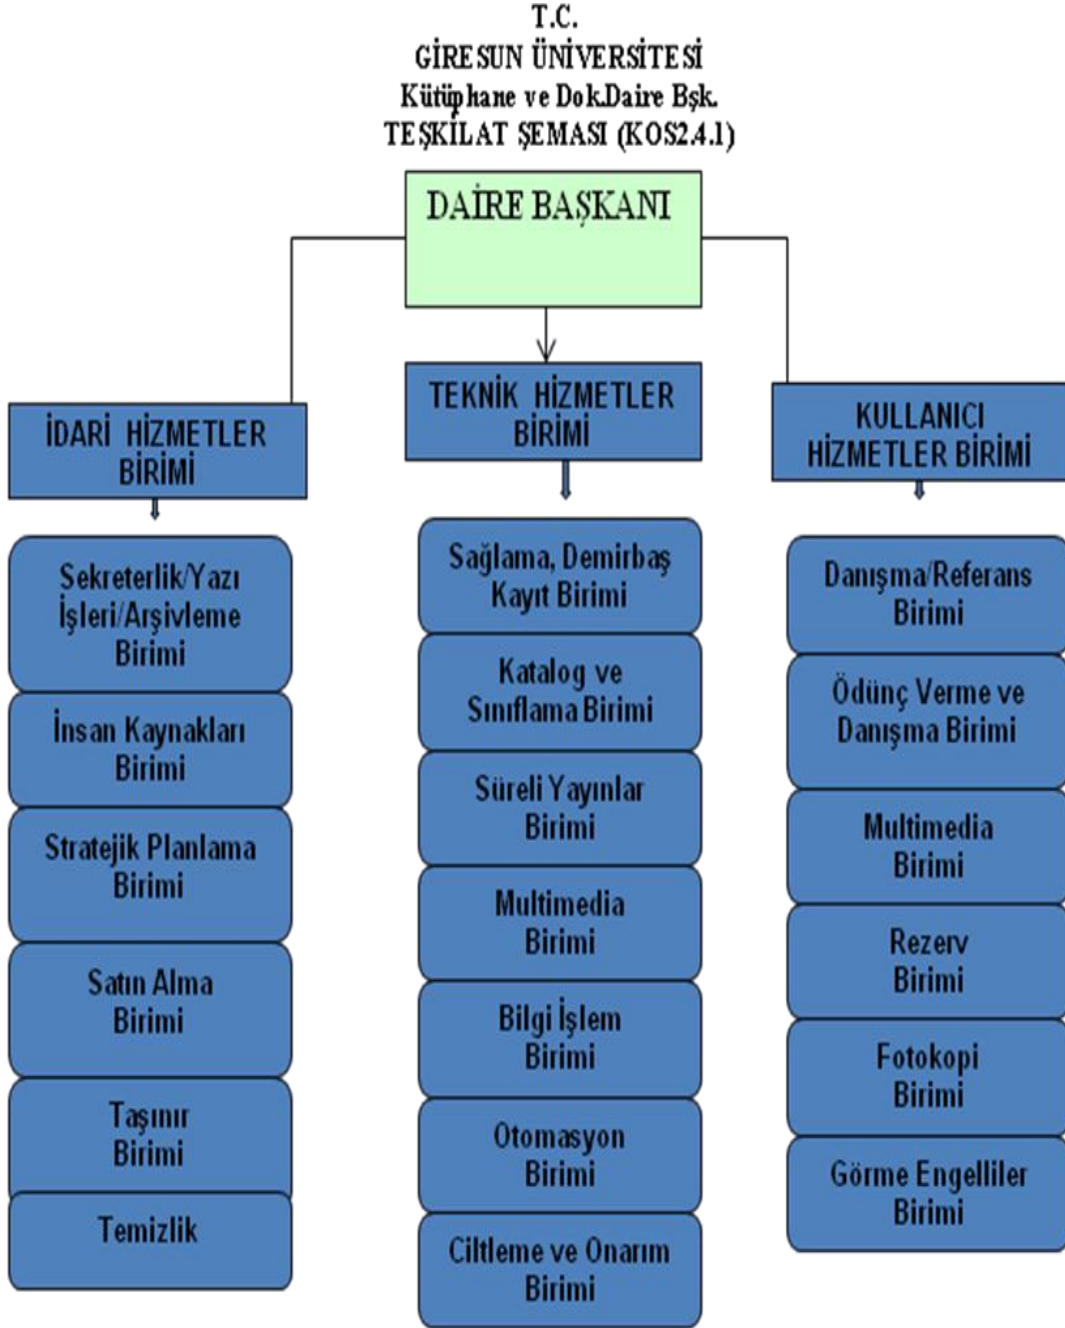 T.C.
GİRESUN ÜNİVERSİTESİ
Kütüphane ve Dok.Daire Bşk.
TEŞKİLAT ŞEMASI (KOS2.4.1)
DAİRE BAŞKANI
İDARİ HİZMETLER
BİRİMİ
Sekreterlik/Yazı
İşleri/Arşivleme
Birimi
İnsan Kaynakları
Birimi
Stratejik Planlama
Birimi
Satın Alma
Birimi
Taşınır
Birimi
Temizlik
TEKNİK HİZMETLER
BİRİMİ
Sağlama, Demirbaş
Kayıt Birimi
Katalog ve
Sınıflama Birimi
Süreli Yayınlar
Birimi
Multimedia
Birimi
Bilgi İşlem
Birimi
Otomasyon
Birimi
Ciltleme ve Onarım
Birimi
KULLANICI
HİZMETLER BİRİMİ
Danışma/Referans
Birimi
Ödünç Verme ve
Danışma Birimi
Multimedia
Birimi
Rezerv
Birimi
Fotokopi
Birimi
Görme Engelliler
Birimi